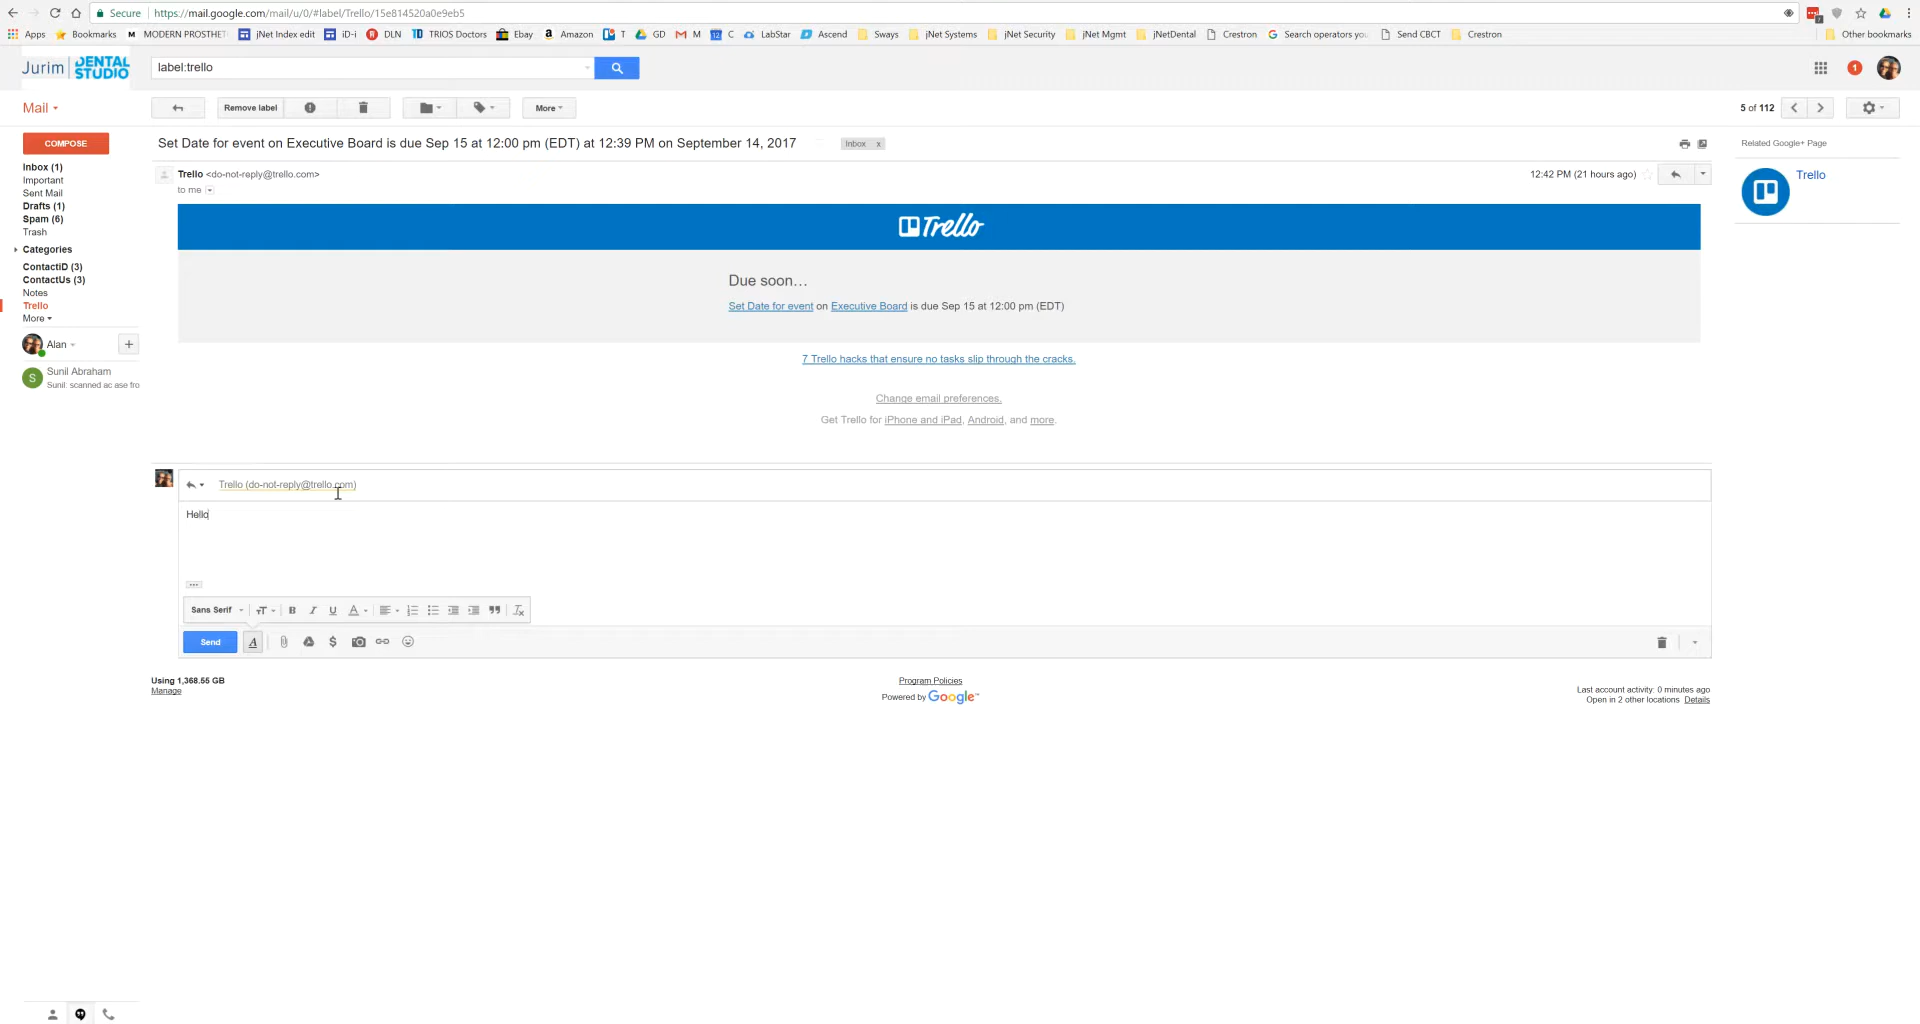 Secure https://mail.google.com/mail/u/0/#label/Trello/15e814520a0e9eb5
Apps Bookmarks M MODERN PROSTHET jNet Index edit iD-i DLN TD TRIOS Doctors Ebay Amazon T GD M C LabStar Ascend Sways jNet Systems jNet Security jNet Mgmt jNetDental Crestron Search operators you Send CBCT Crestron Other bookmarks
Jurim DENTAL STUDIO label:trello 1
Mail Remove label More 5 of 112
COMPOSE
Set Date for event on Executive Board is due Sep 15 at 12:00 pm (EDT) at 12:39 PM on September 14, 2017 Inbox x
Related Google+ Page
Inbox (1)
Important
Sent Mail
Drafts (1)
Spam (6)
Trash
Categories
ContactiD (3)
ContactUs (3)
Notes
Trello
More
Alan
Sunil Abraham
S
Sunil: scanned ac ase fro
Trello <do-not-reply@trello.com> 12:42 PM (21 hours ago)
to me
Trello
Trello
Due soon…
Set Date for event on Executive Board is due Sep 15 at 12:00 pm (EDT)
7 Trello hacks that ensure no tasks slip through the cracks.
Change email preferences.
Get Trello for iPhone and iPad, Android, and more.
Trello (do-not-reply@trello.com)
Hello
Sans Serif B I U A
Send A $
Using 1,368.55 GB
Manage
Program Policies
Powered by Google™
Last account activity: 0 minutes ago
Open in 2 other locations Details